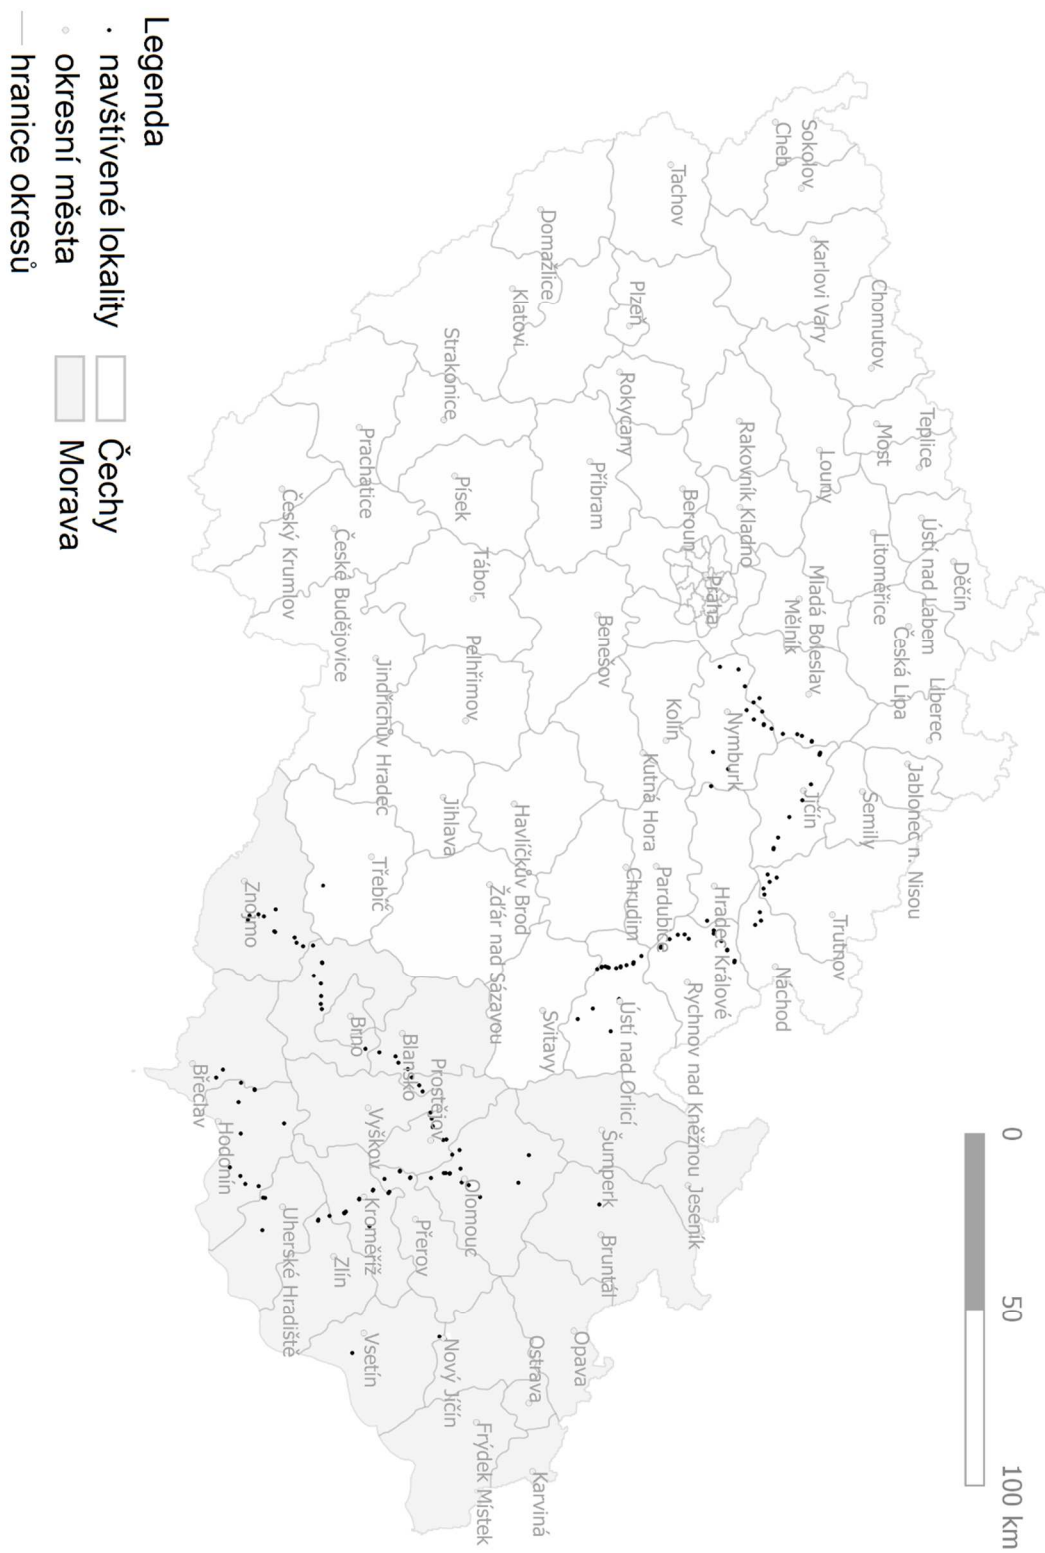 Děčín
Teplice
Ústí nad Labem
Liberec
Jablonec n. Nisou
Chomutov
Most
Litoměřice
Česká Lípa
Semily
Trutnov
Sokolov
Cheb
Karlovi Vary
Louny
Mladá Boleslav
Mělník
Jičín
Náchod
Rakovník
Kladno
Praha
Nymburk
Hradec Králové
Rychnov nad Kněžnou
Jeseník
Tachov
Plzeň
Rokycany
Beroun
Kolín
Kutná Hora
Pardubice
Chrudim
Ústí nad Orlicí
Šumperk
Bruntál
Opava
Příbram
Benešov
Domažlice
Klatovi
Havlíčkův Brod
Žďár nad Sázavou
Svitavy
Ostrava
Karviná
Strakonice
Písek
Tábor
Pelhřimov
Jihlava
Blansko
Prostějov
Olomouc
Nový Jíčín
Frýdek Místek
Prachatice
České Budějovice
Jindřichův Hradec
Třebíč
Brno
Vyškov
Přerov
Kroměříž
Vsetín
Český Krumlov
Znojmo
Uherské Hradiště
Zlín
Břeclav
Hodonín
0 50 100 km
Legenda
navštívené lokality
okresní města
hranice okresů
Čechy
Morava